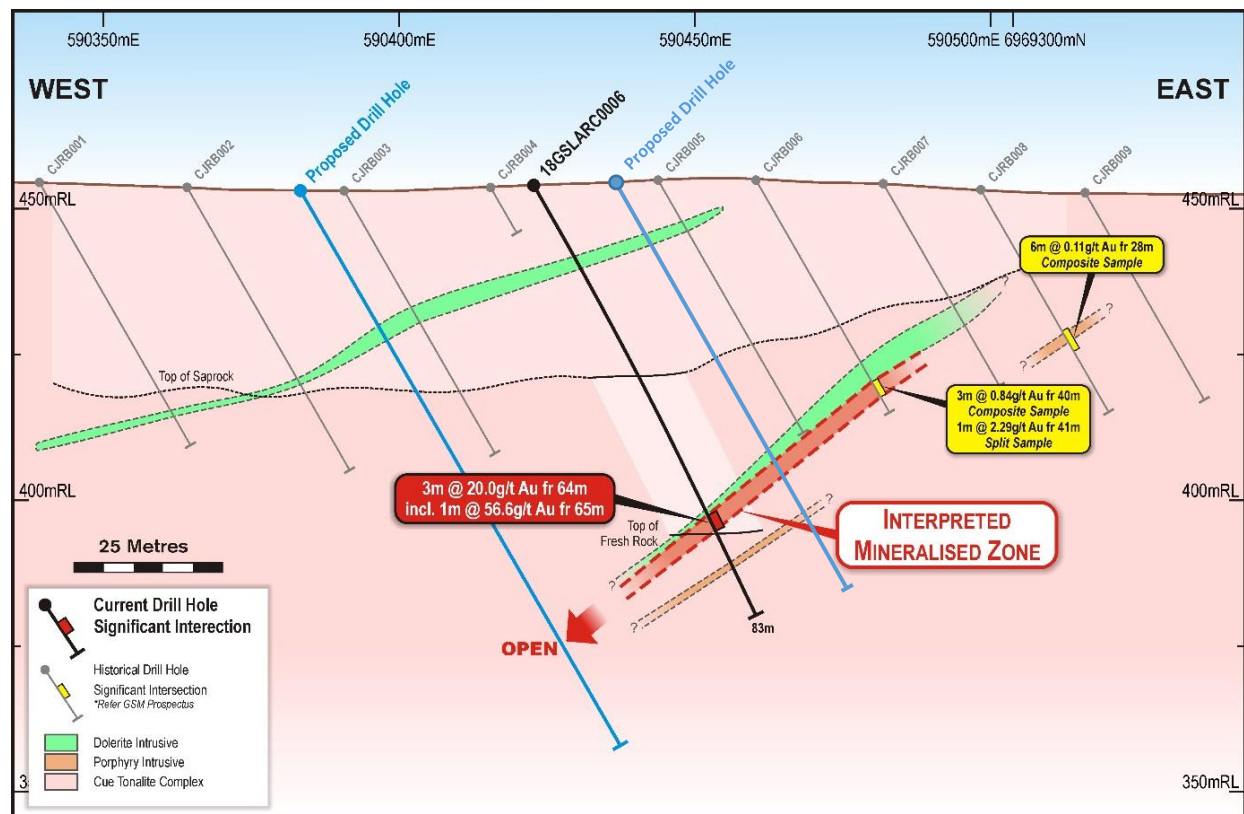 590350mE
590400mE
590450mE
590500mE 6969300mN
WEST
EAST
CJRB001
CJRB002
Proposed Drill Hole
CJRB003
CJRB004
18GSLARC0006
Proposed Drill Hole
CJRB005
CJRB006
CJRB007
CJRB008
CJRB009
450mRL
450mRL
6m @ 0.11g/t Au fr 28m
Composite Sample
?
?
Top of Saprock
3m @ 0.84g/t Au fr 40m
Composite Sample
1m @ 2.29g/t Au fr 41m
Split Sample
3m @ 20.0g/t Au fr 64m
incl. 1m @ 56.6g/t Au fr 65m
400mRL
400mRL
?
Top of
Fresh Rock
INTERPRETED
MINERALISED ZONE
?
?
OPEN
83m
25 Metres
Current Drill Hole
Significant Interection
Historical Drill Hole
Significant Intersection
*Refer GSM Prospectus
Dolerite Intrusive
Porphyry Intrusive
Cue Tonalite Complex
350mRL